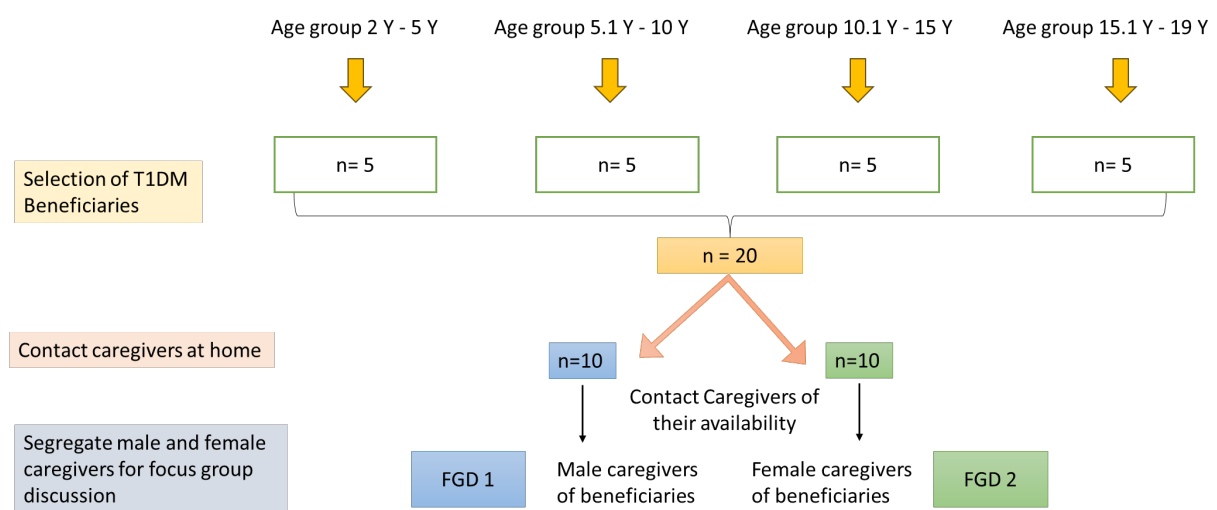 Age group 2 Y - 5 Y
Age group 5.1 Y - 10 Y
Age group 10.1 Y - 15 Y
Age group 15.1 Y - 19 Y
n= 5
n= 5
n= 5
n= 5
Selection of T1DM
Beneficiaries
n = 20
Contact caregivers at home
n=10
n=10
Contact Caregivers of
their availability
Segregate male and female
caregivers for focus group
discussion
FGD 1
Male caregivers
of beneficiaries
Female caregivers
of beneficiaries
FGD 2